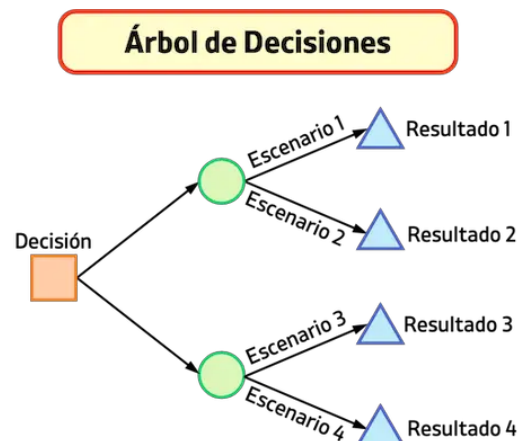 Árbol de Decisiones
Escenario 1
Resultado 1
Escenario 2
Resultado 2
Decisión
Escenario 3
Resultado 3
Escenario 4
Resultado 4